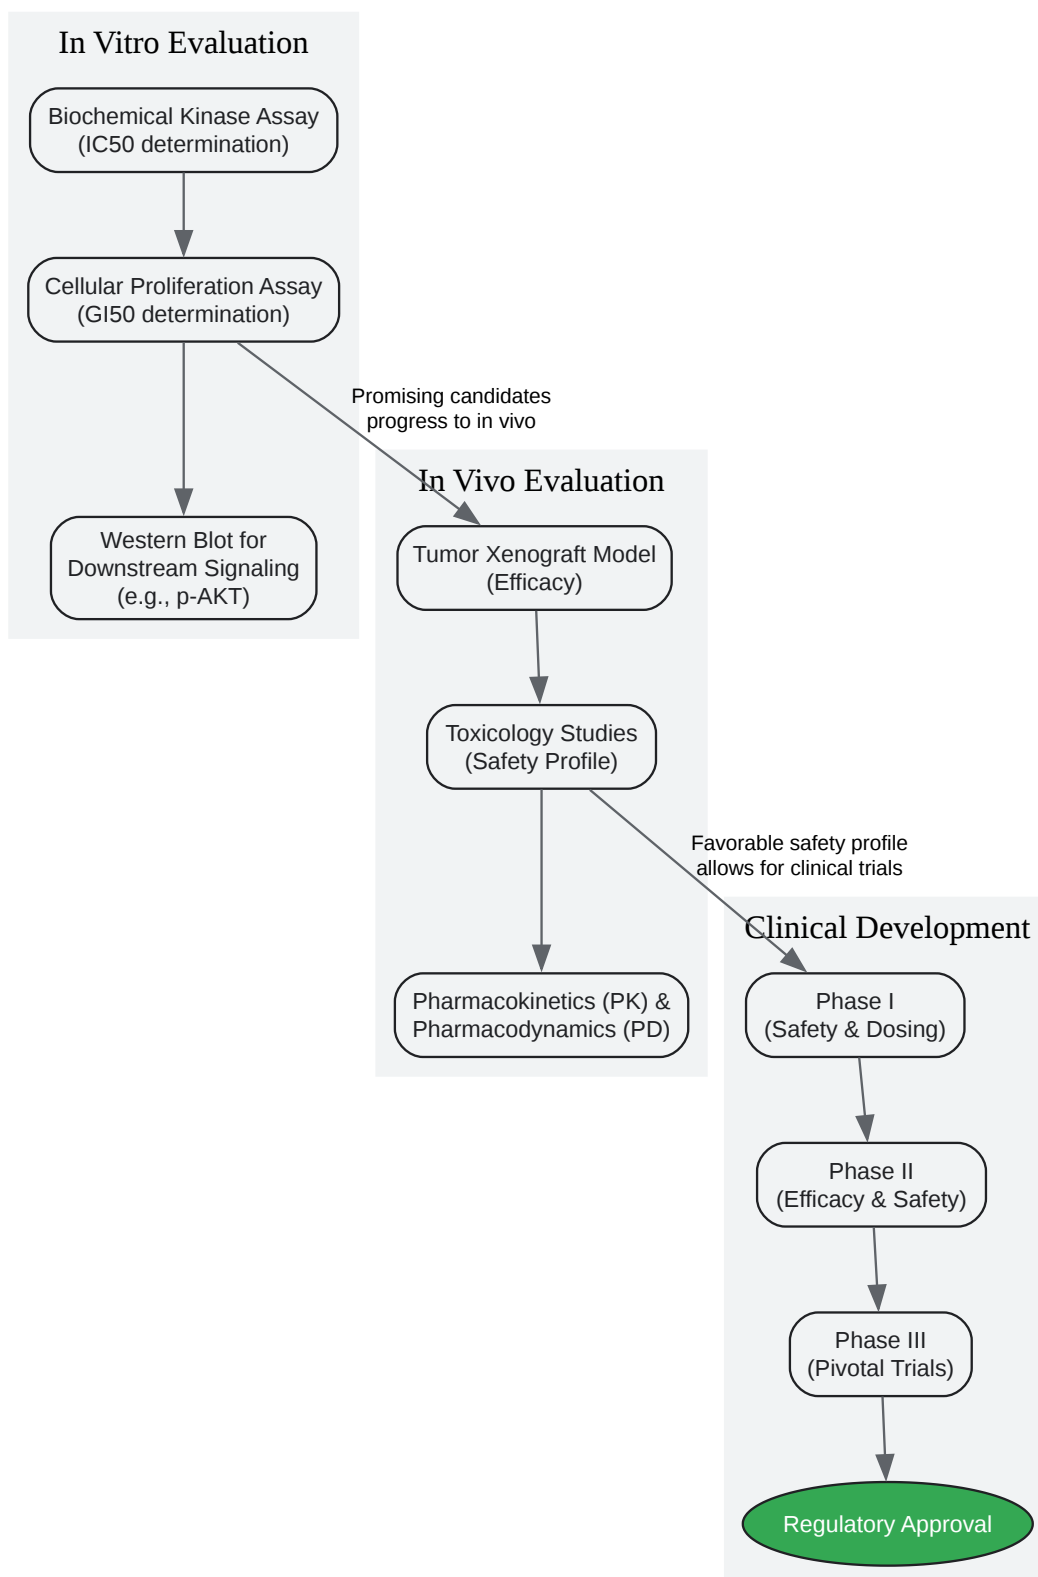 In Vitro Evaluation
Biochemical Kinase Assay
(IC50 determination)
Cellular Proliferation Assay
(GI50 determination)
Promising candidates
progress to in vivo
Western Blot for
Downstream Signaling
(e.g., p-AKT)
In Vivo Evaluation
Tumor Xenograft Model
(Efficacy)
Toxicology Studies
(Safety Profile)
Favorable safety profile
allows for clinical trials
Pharmacokinetics (PK) &
Pharmacodynamics (PD)
Clinical Development
Phase I
(Safety & Dosing)
Phase II
(Efficacy & Safety)
Phase III
(Pivotal Trials)
Regulatory Approval